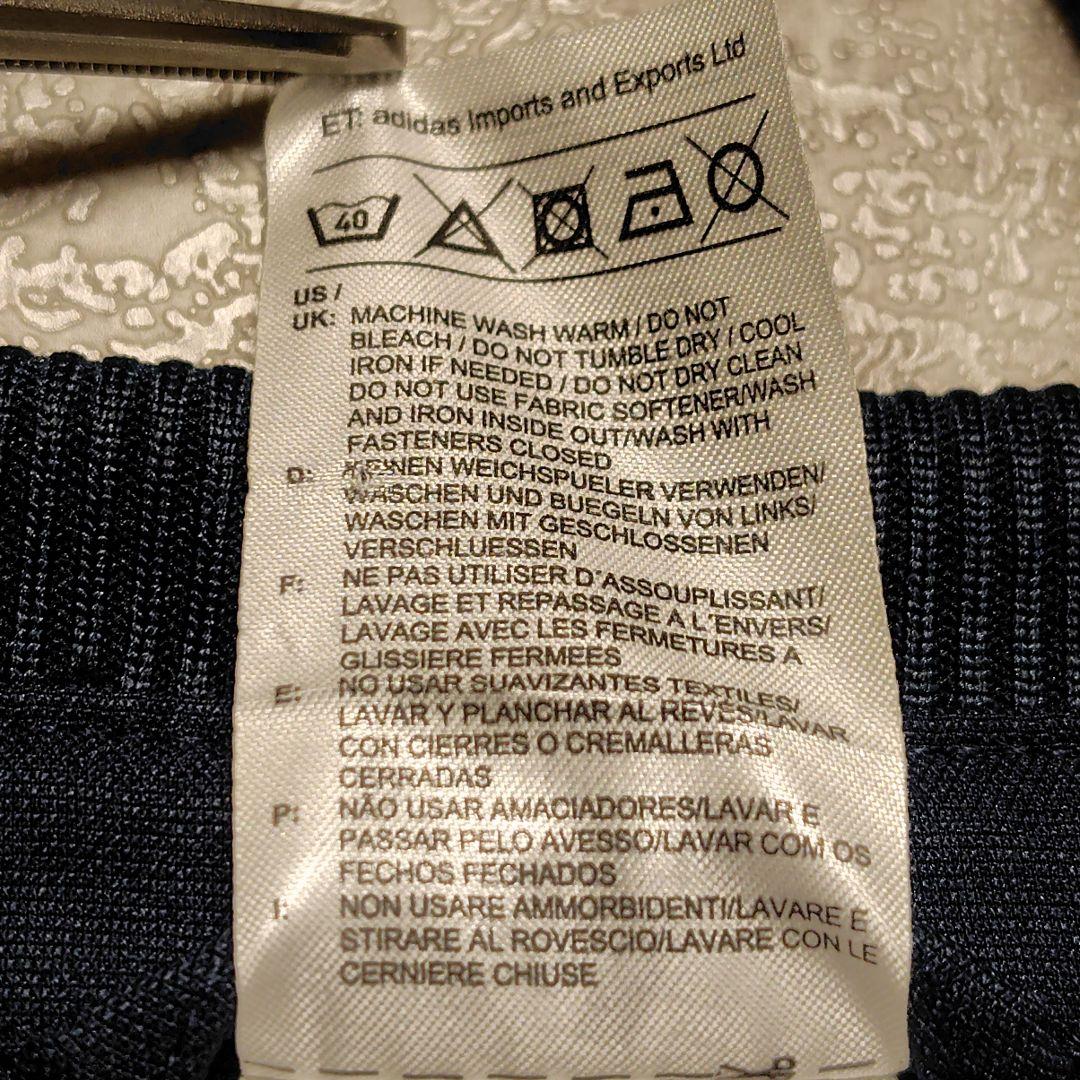 ET: adidas Imports and Exports Ltd
40
US /
UK: MACHINE WASH WARM / DO NOT
BLEACH / DO NOT TUMBLE DRY / COOL
IRON IF NEEDED / DO NOT DRY CLEAN
DO NOT USE FABRIC SOFTENER/WASH
AND IRON INSIDE OUT/WASH WITH
FASTENERS CLOSED
D: KEINEN WEICHSPUELER VERWENDEN/
WASCHEN UND BUEGELN VON LINKS/
WASCHEN MIT GESCHLOSSENEN
VERSCHLUESSEN
F: NE PAS UTILISER D'ASSOUPLISSANT/
LAVAGE ET REPASSAGE A L'ENVERS/
LAVAGE AVEC LES FERMETURES A
GLISSIERE FERMEES
E: NO USAR SUAVIZANTES TEXTILES/
LAVAR Y PLANCHAR AL REVES/LAVAR
CON CIERRES O CREMALLERAS
CERRADAS
P: NÃO USAR AMACIADORES/LAVAR E
PASSAR PELO AVESSO/LAVAR COM OS
FECHOS FECHADOS
I: NON USARE AMMORBIDENTI/LAVARE E
STIRARE AL ROVESCIO/LAVARE CON LE
CERNIERE CHIUSE